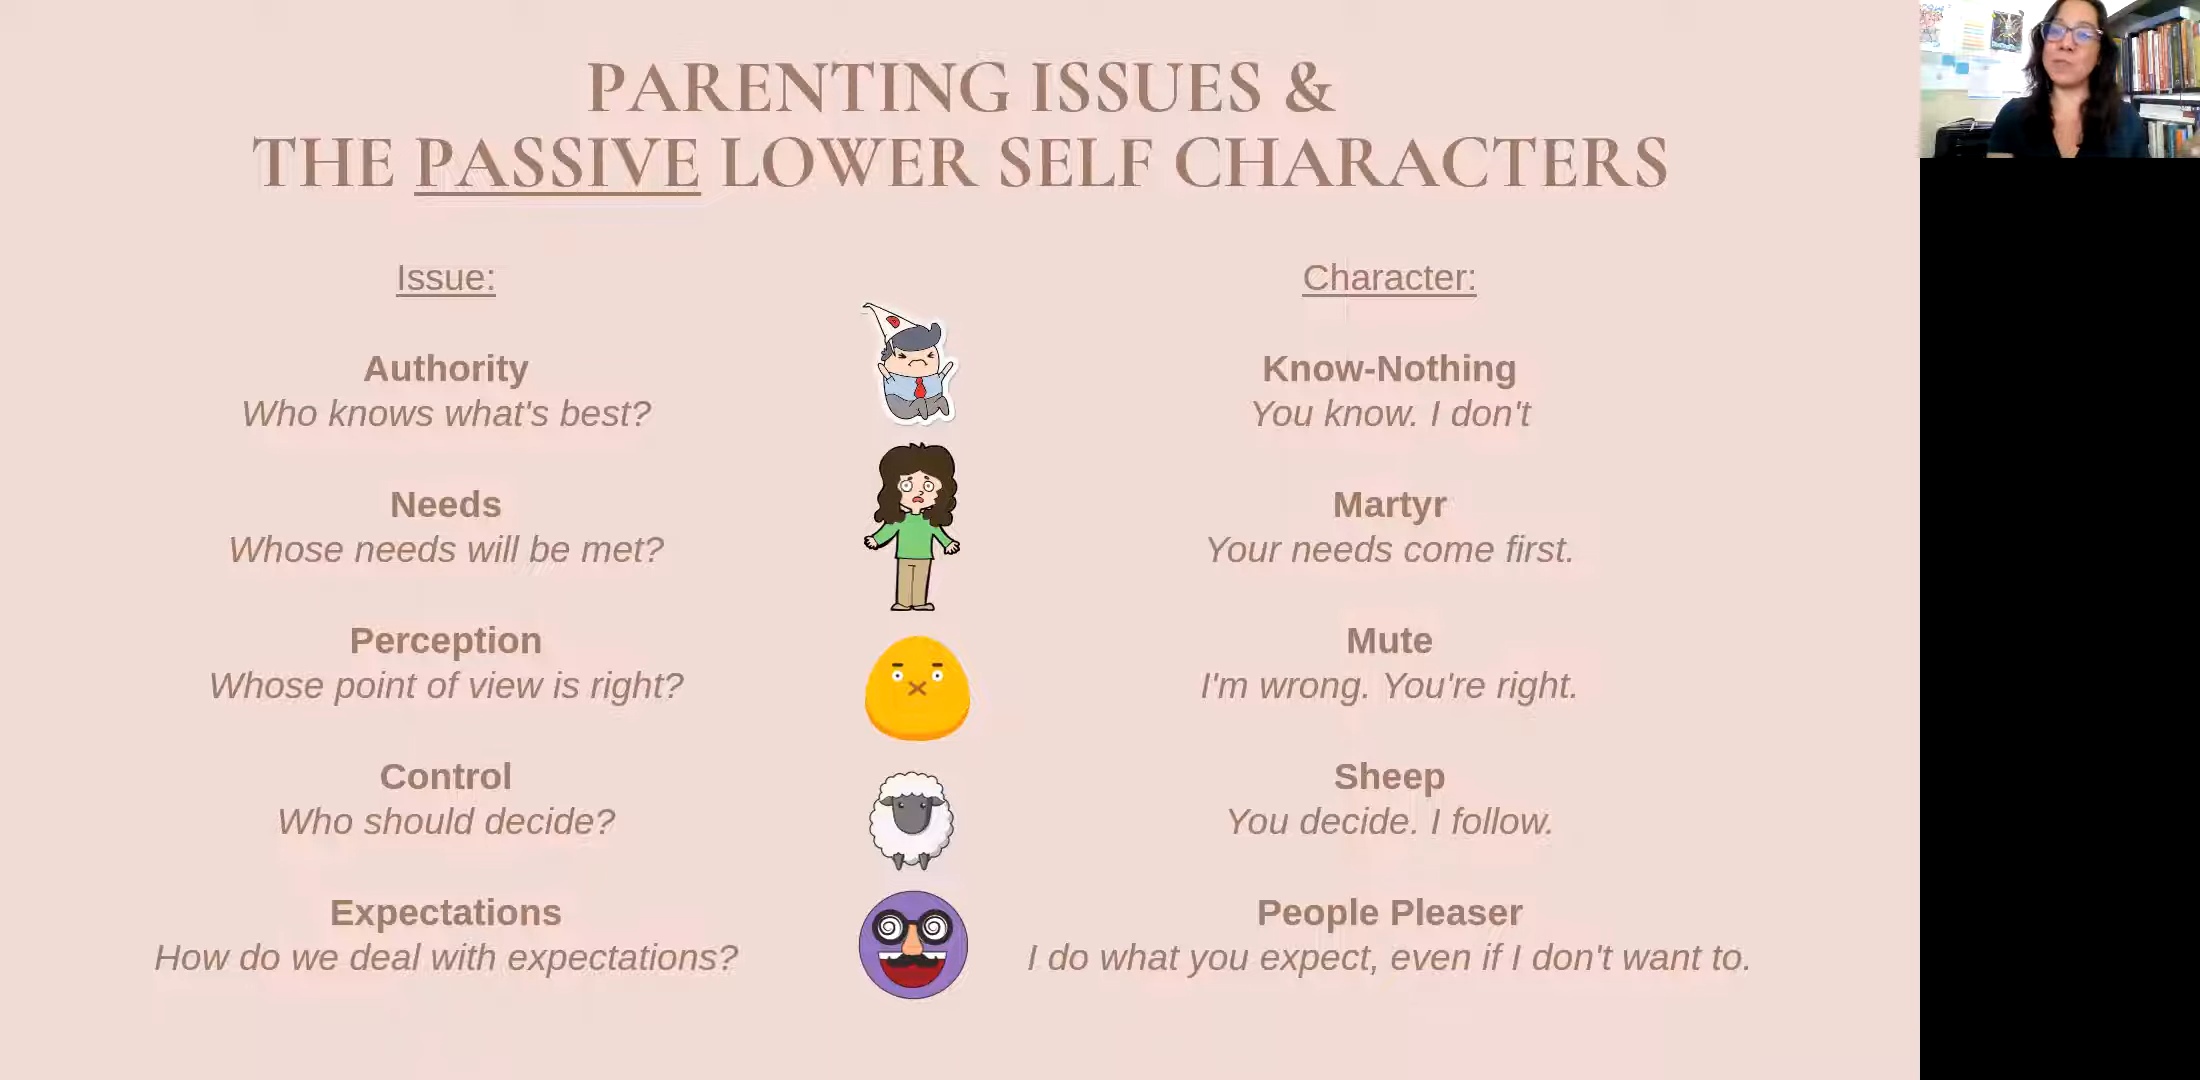 PARENTING ISSUES &
THE PASSIVE LOWER SELF CHARACTERS
Issue:
Character:
Authority
Who knows what's best?
Know-Nothing
You know. I don't
Needs
Whose needs will be met?
Martyr
Your needs come first.
Perception
Whose point of view is right?
Mute
I'm wrong. You're right.
Control
Who should decide?
Sheep
You decide. I follow.
Expectations
How do we deal with expectations?
People Pleaser
I do what you expect, even if I don't want to.